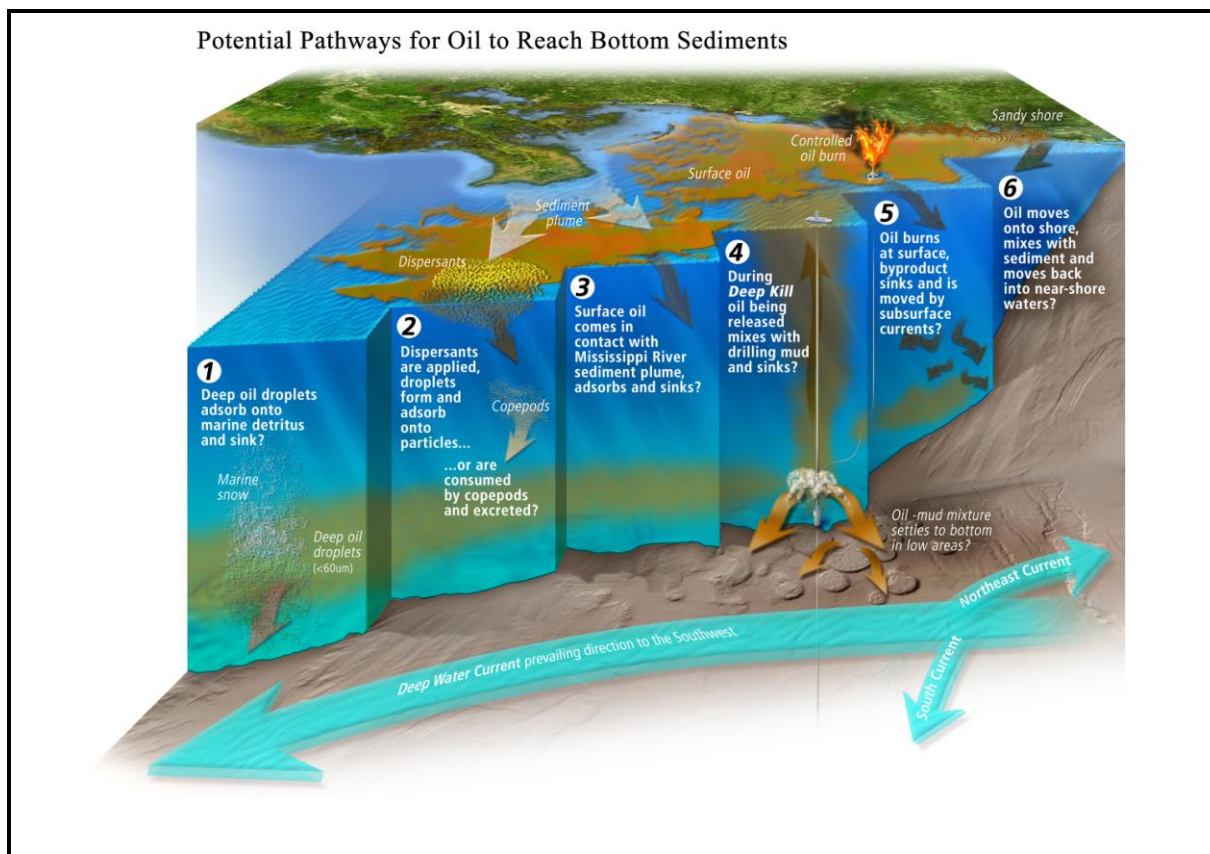 Potential Pathways for Oil to Reach Bottom Sediments
Sandy shore
Controlled
oil burn
Surface oil
Sediment
plume
Dispersants
1
Deep oil droplets
adsorb onto
marine detritus
and sink?
Marine
snow
Deep oil
droplets
(<60um)
2
Dispersants
are applied,
droplets
form and
adsorb
onto
particles...
Copepods
...or are
consumed
by copepods
and excreted?
3
Surface oil
comes in
contact with
Mississippi River
sediment plume,
adsorbs and sinks?
4
During
Deep Kill
oil being
released
mixes with
drilling mud
and sinks?
5
Oil burns
at surface,
byproduct
sinks and is
moved by
subsurface
currents?
6
Oil moves
onto shore,
mixes with
sediment and
moves back
into near-shore
waters?
Oil -mud mixture
settles to bottom
in low areas?
Northeast Current
South Current
Deep Water Current prevailing direction to the Southwest